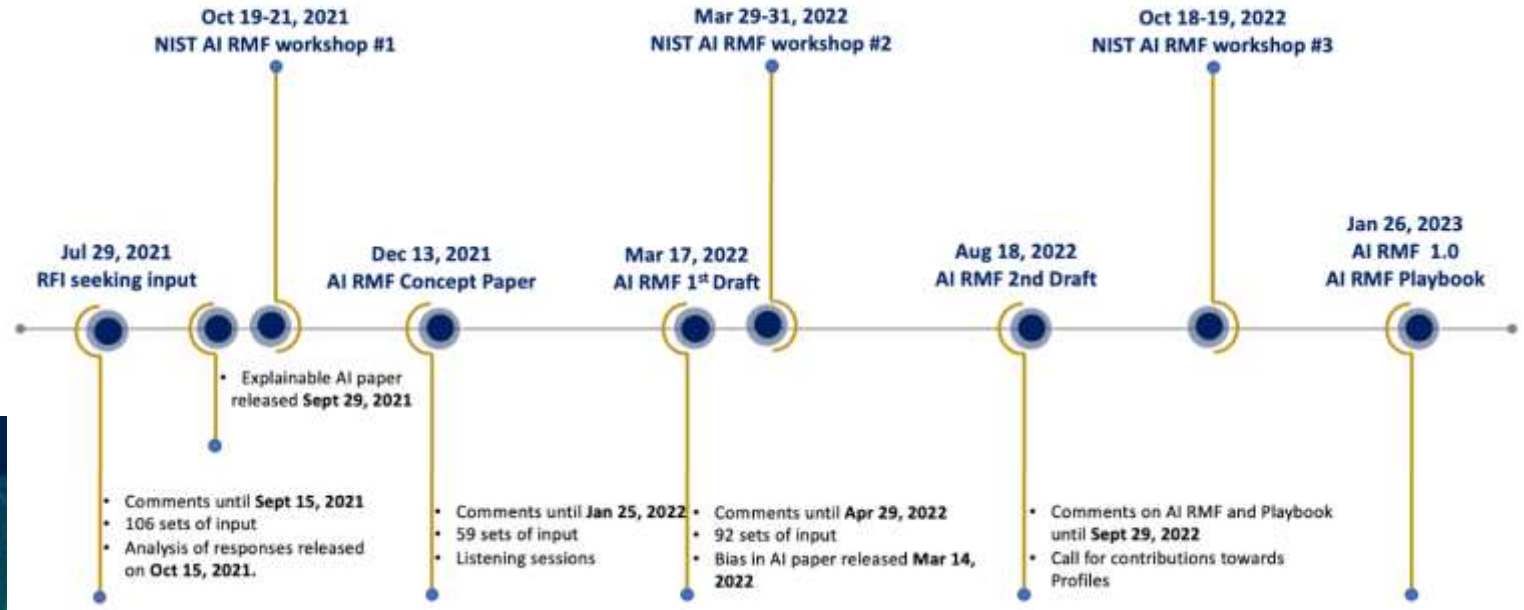 Oct 19-21, 2021
NIST AI RMF workshop #1
Mar 29-31, 2022
NIST AI RMF workshop #2
Oct 18-19, 2022
NIST AI RMF workshop #3
Jul 29, 2021
RFI seeking input
Dec 13, 2021
AI RMF Concept Paper
Mar 17, 2022
AI RMF 1st Draft
Aug 18, 2022
AI RMF 2nd Draft
Jan 26, 2023
AI RMF 1.0
AI RMF Playbook
• Explainable AI paper
released Sept 29, 2021
• Comments until Sept 15, 2021
• 106 sets of input
• Analysis of responses released
on Oct 15, 2021.
• Comments until Jan 25, 2022
• 59 sets of input
• Listening sessions
• Comments until Apr 29, 2022
• 92 sets of input
• Bias in AI paper released Mar 14,
2022
• Comments on AI RMF and Playbook
until Sept 29, 2022
• Call for contributions towards
Profiles